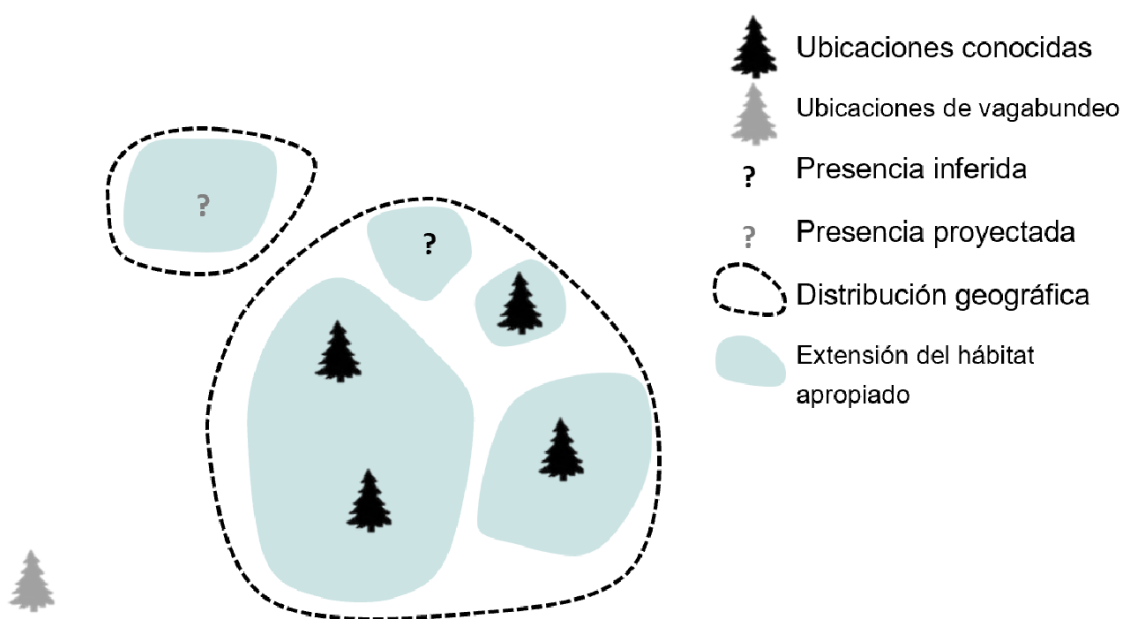 Ubicaciones conocidas
Ubicaciones de vagabundeo
? Presencia inferida
? Presencia proyectada
Distribución geográfica
Extensión del hábitat
apropiado
?
?